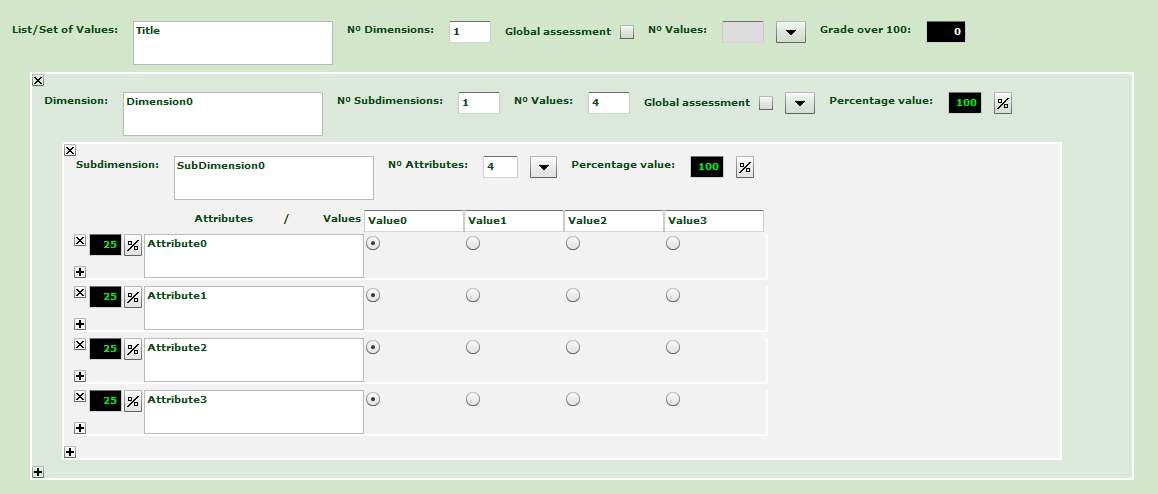 List/Set of Values: Title Nº Dimensions: 1 Global assessment Nº Values: Grade over 100: 0
Dimension: Dimension0 Nº Subdimensions: 1 Nº Values: 4 Global assessment Percentage value: 100 %
Subdimension: SubDimension0 Nº Attributes: 4 Percentage value: 100 %
Attributes / Values Value0 Value1 Value2 Value3
25 % Attribute0
25 % Attribute1
25 % Attribute2
25 % Attribute3